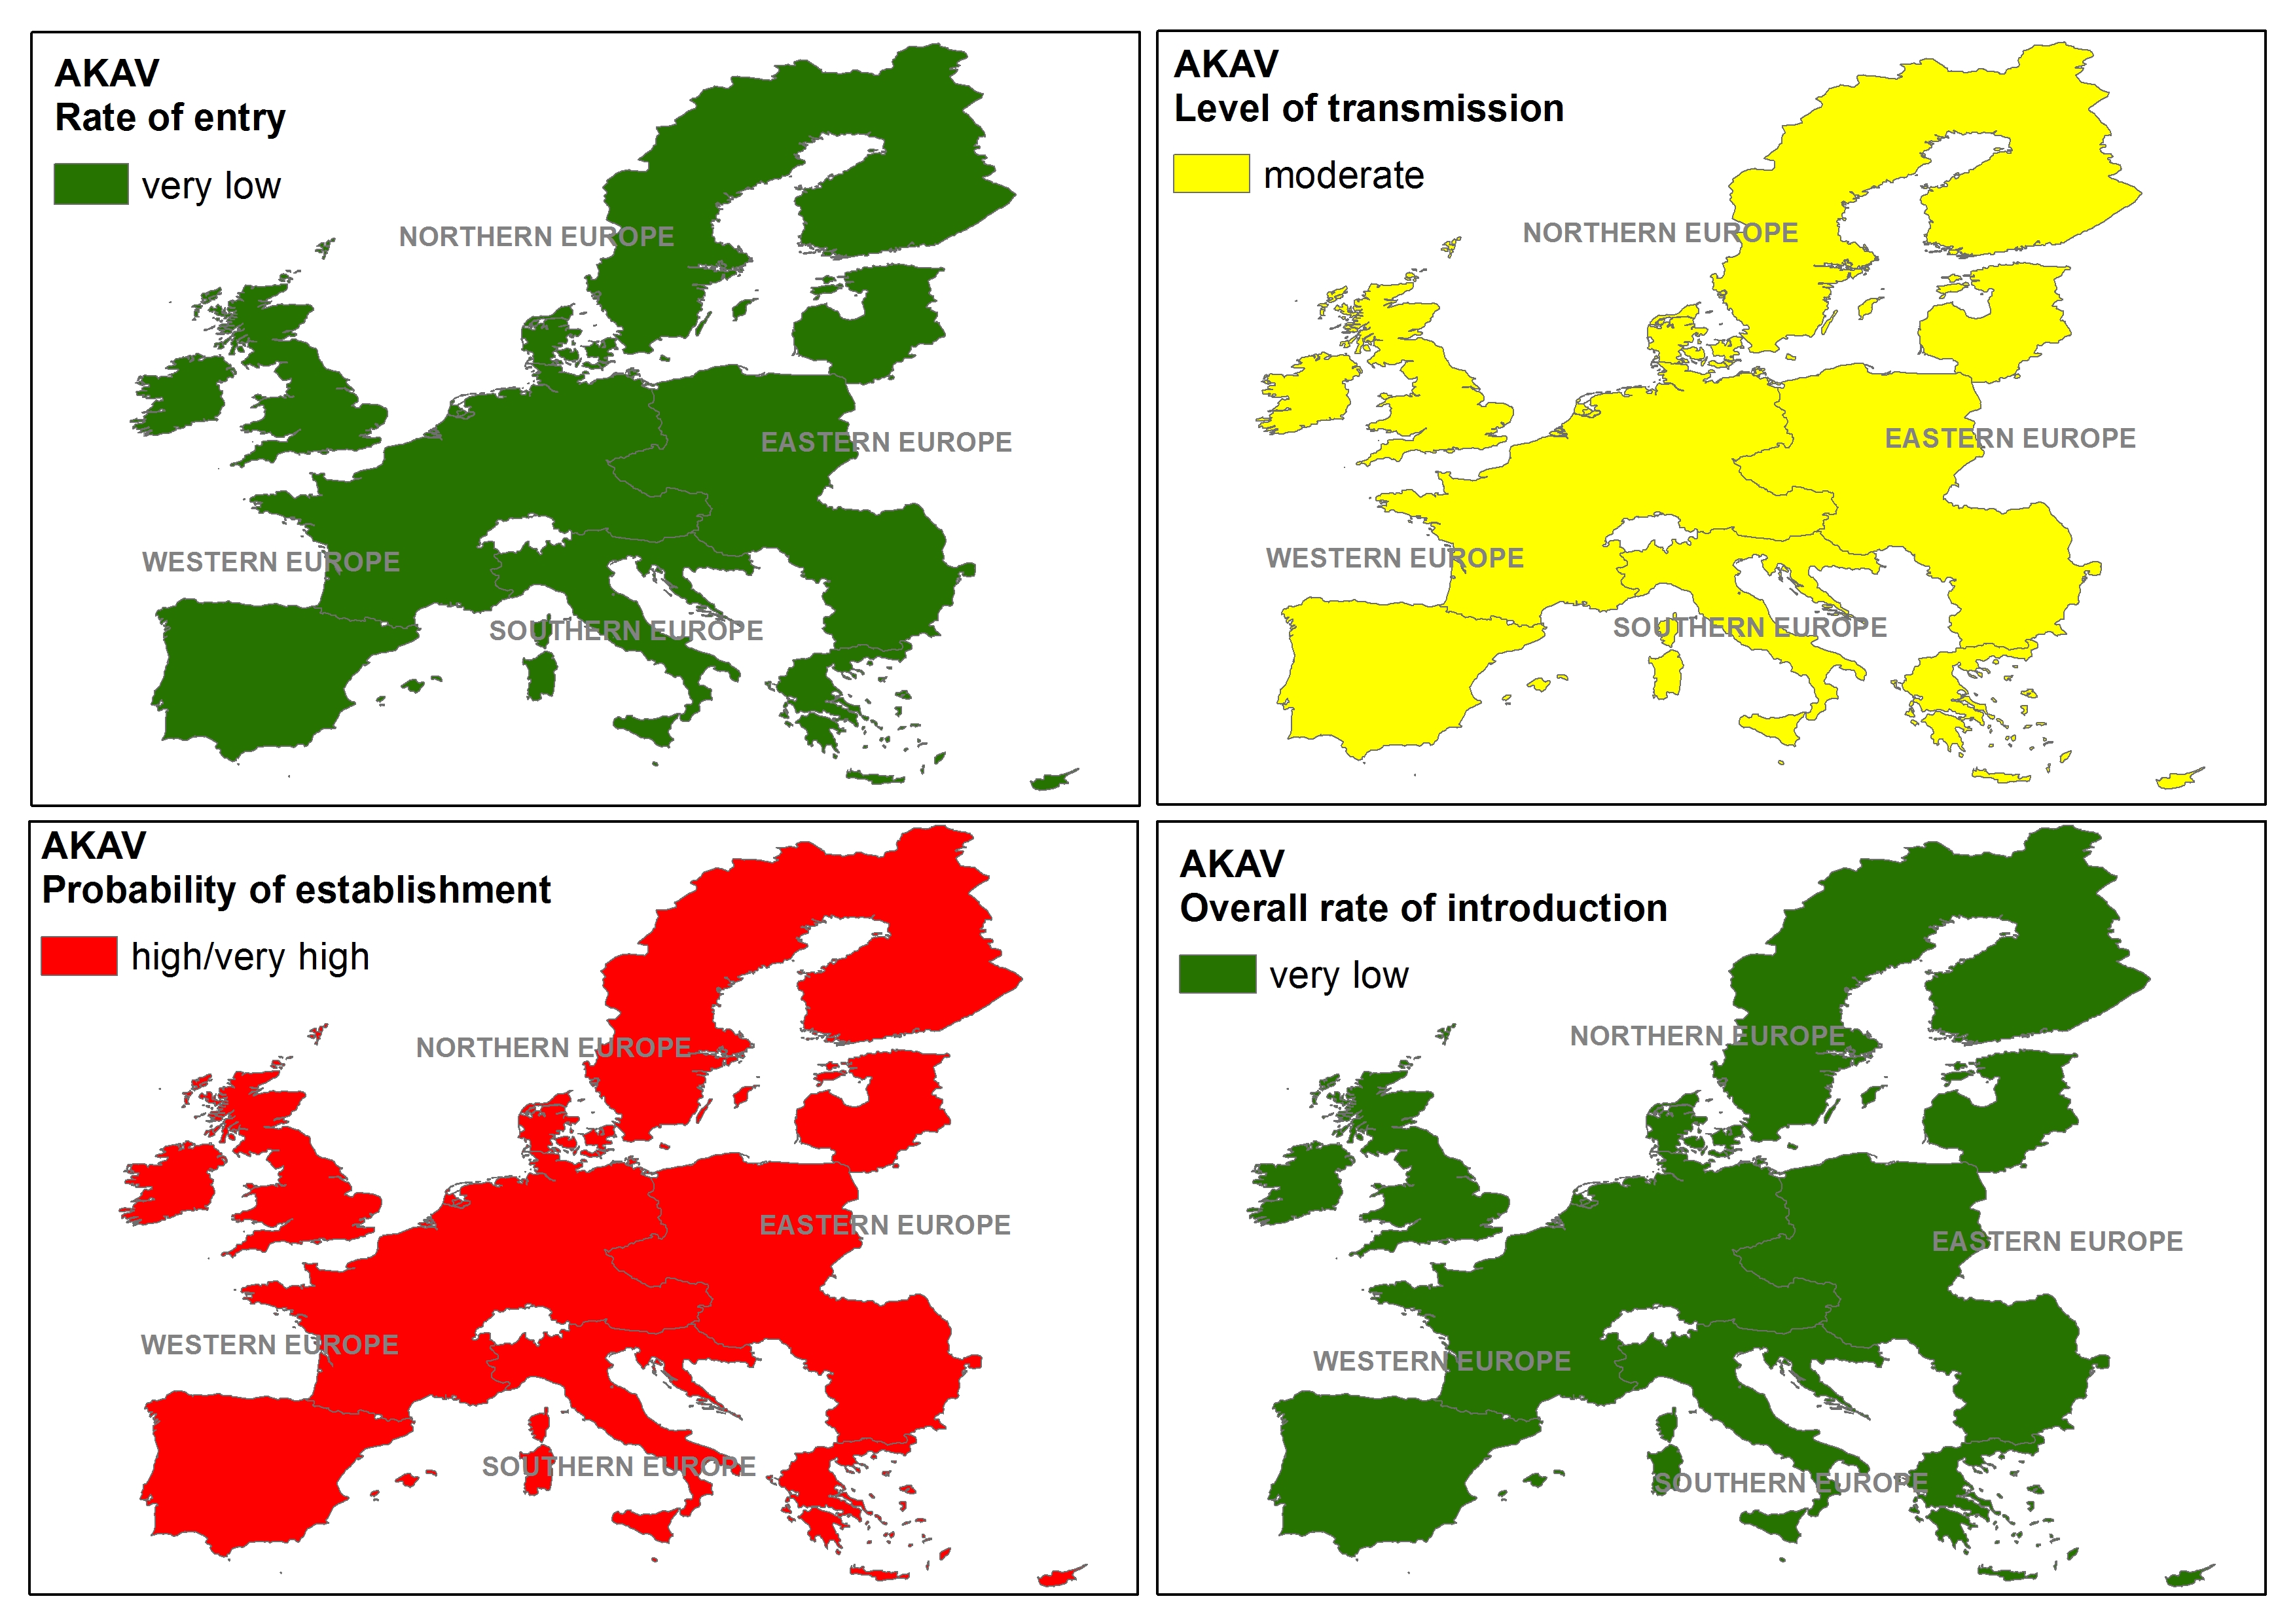 AKAV
Rate of entry
very low
NORTHERN EUROPE
EASTERN EUROPE
WESTERN EUROPE
SOUTHERN EUROPE
AKAV
Level of transmission
moderate
NORTHERN EUROPE
EASTERN EUROPE
WESTERN EUROPE
SOUTHERN EUROPE
AKAV
Probability of establishment
high/very high
NORTHERN EUROPE
EASTERN EUROPE
WESTERN EUROPE
SOUTHERN EUROPE
AKAV
Overall rate of introduction
very low
NORTHERN EUROPE
EASTERN EUROPE
WESTERN EUROPE
SOUTHERN EUROPE